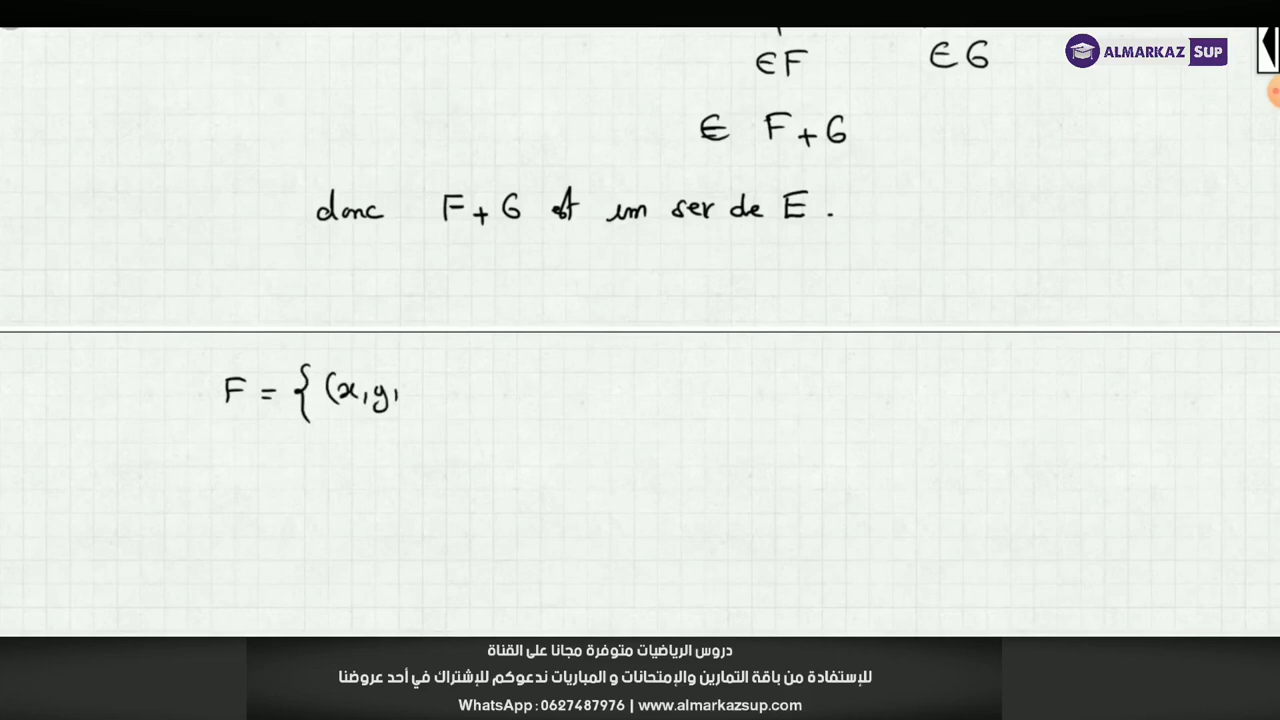 ALMARKAZ SUP
∈ F ∈ G
∈ F + G
donc F + G est un sev de E .
F = { (x, y,
دروس الرياضيات متوفرة مجانا على القناة
للإستفادة من باقة التمارين والإمتحانات و المباريات ندعوكم للإشتراك في أحد عروضنا
WhatsApp : 0627487976 | www.almarkazsup.com